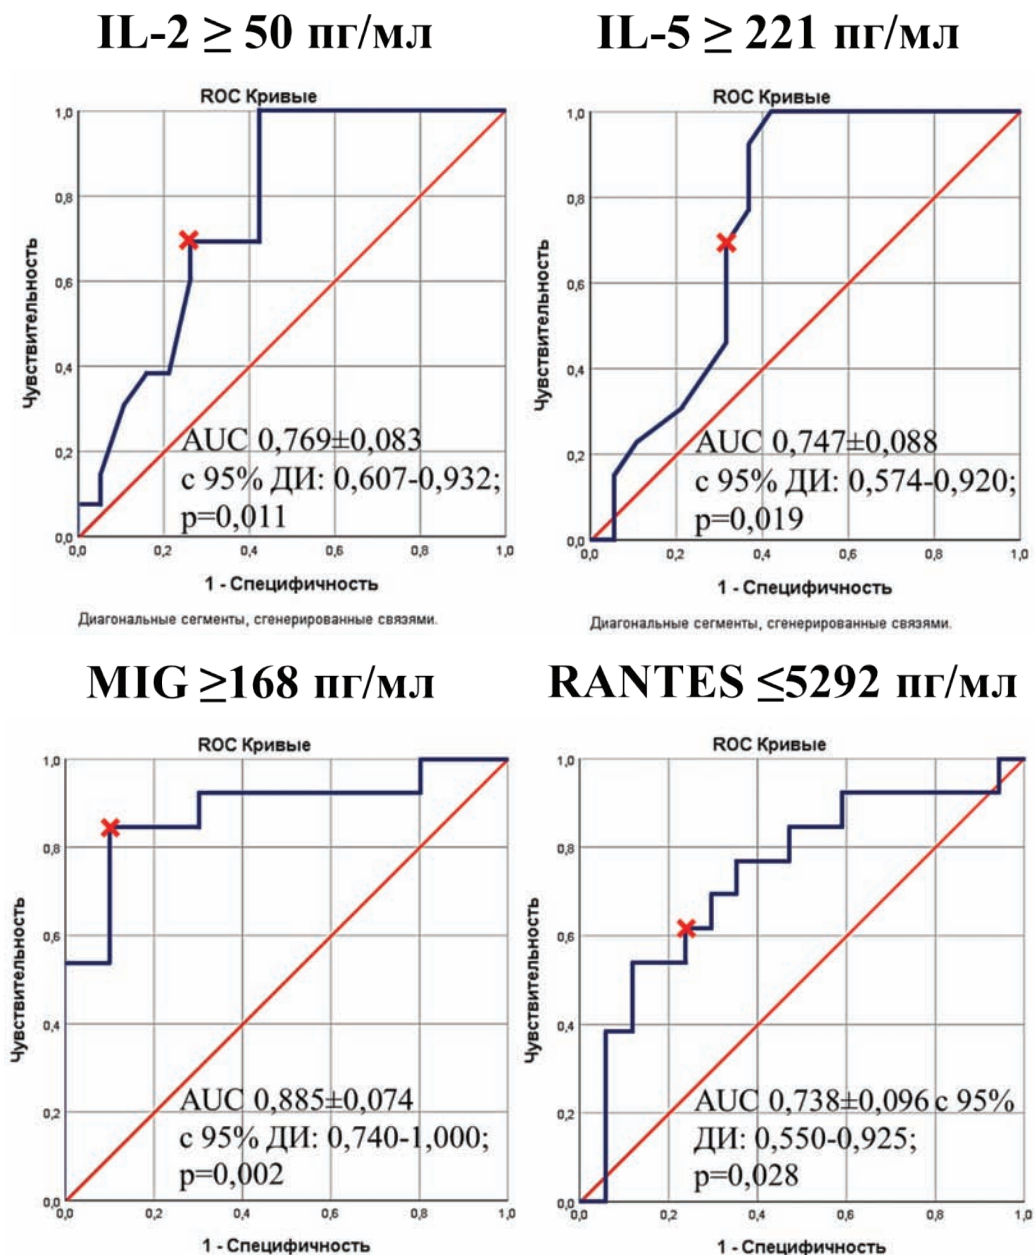 IL-2 ≥ 50 пг/мл
ROC Кривые
Чувствительность
1,0
0,8
0,6
0,4
0,2
0,0
AUC 0,769±0,083
с 95% ДИ: 0,607-0,932;
p=0,011
0,0 0,2 0,4 0,6 0,8 1,0
1 - Специфичность
Диагональные сегменты, сгенерированные связями.
IL-5 ≥ 221 пг/мл
ROC Кривые
Чувствительность
1,0
0,8
0,6
0,4
0,2
0,0
AUC 0,747±0,088
с 95% ДИ: 0,574-0,920;
p=0,019
0,0 0,2 0,4 0,6 0,8 1,0
1 - Специфичность
Диагональные сегменты, сгенерированные связями.
MIG ≥168 пг/мл
ROC Кривые
Чувствительность
1,0
0,8
0,6
0,4
0,2
0,0
AUC 0,885±0,074
с 95% ДИ: 0,740-1,000;
p=0,002
0,0 0,2 0,4 0,6 0,8 1,0
1 - Специфичность
RANTES ≤5292 пг/мл
ROC Кривые
Чувствительность
1,0
0,8
0,6
0,4
0,2
0,0
AUC 0,738±0,096 с 95%
ДИ: 0,550-0,925;
p=0,028
0,0 0,2 0,4 0,6 0,8 1,0
1 - Специфичность